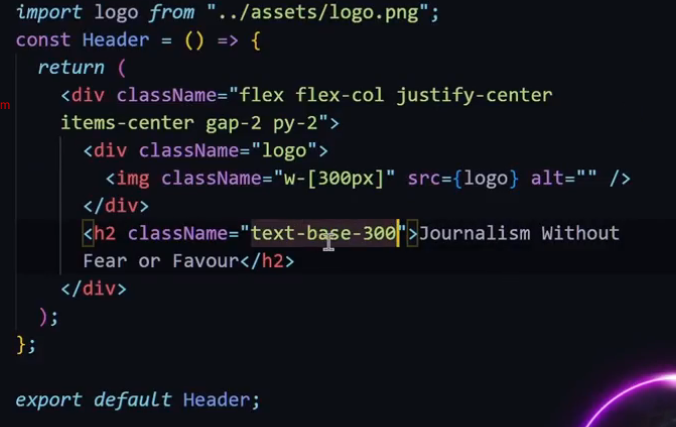 import logo from "../assets/logo.png";
const Header = () => {
  return (
    <div className="flex flex-col justify-center
    items-center gap-2 py-2">
      <div className="logo">
        <img className="w-[300px]" src={logo} alt="" />
      </div>
m
      <h2 className="text-base-300">Journalism Without
      Fear or Favour</h2>
    </div>
  );
};

export default Header;